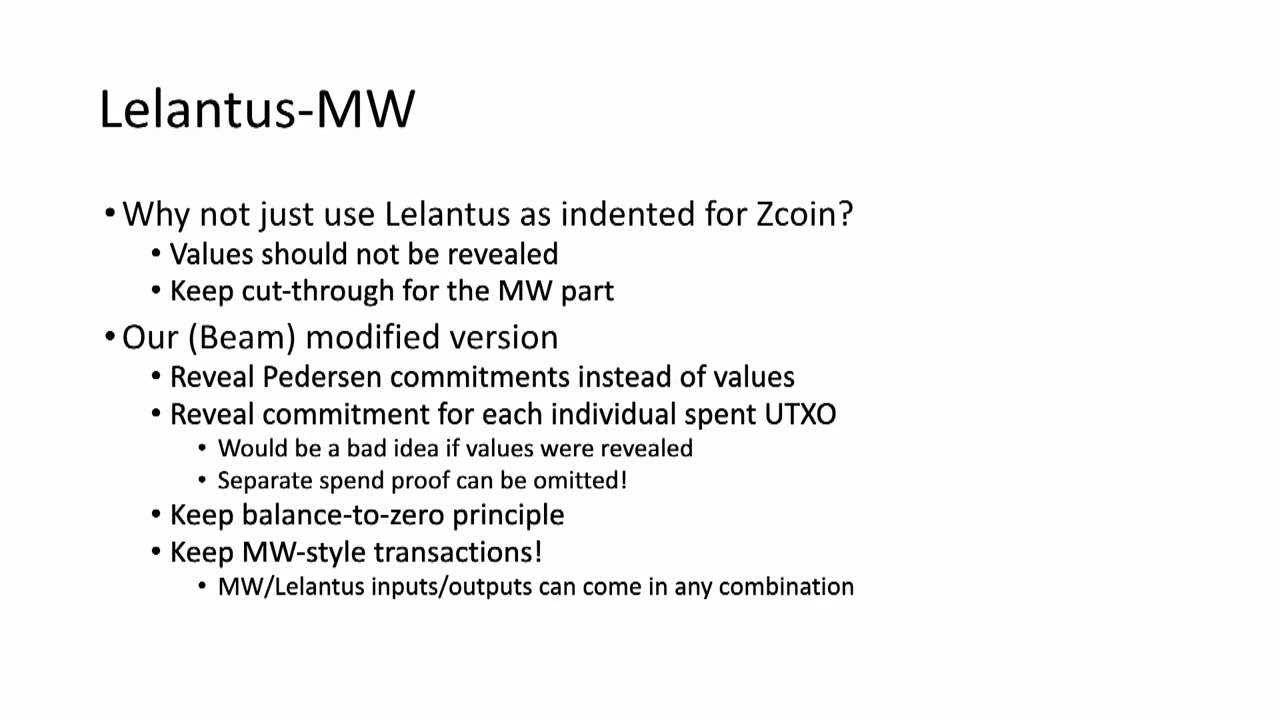 Lelantus-MW
• Why not just use Lelantus as indented for Zcoin?
• Values should not be revealed
• Keep cut-through for the MW part
• Our (Beam) modified version
• Reveal Pedersen commitments instead of values
• Reveal commitment for each individual spent UTXO
• Would be a bad idea if values were revealed
• Separate spend proof can be omitted!
• Keep balance-to-zero principle
• Keep MW-style transactions!
• MW/Lelantus inputs/outputs can come in any combination